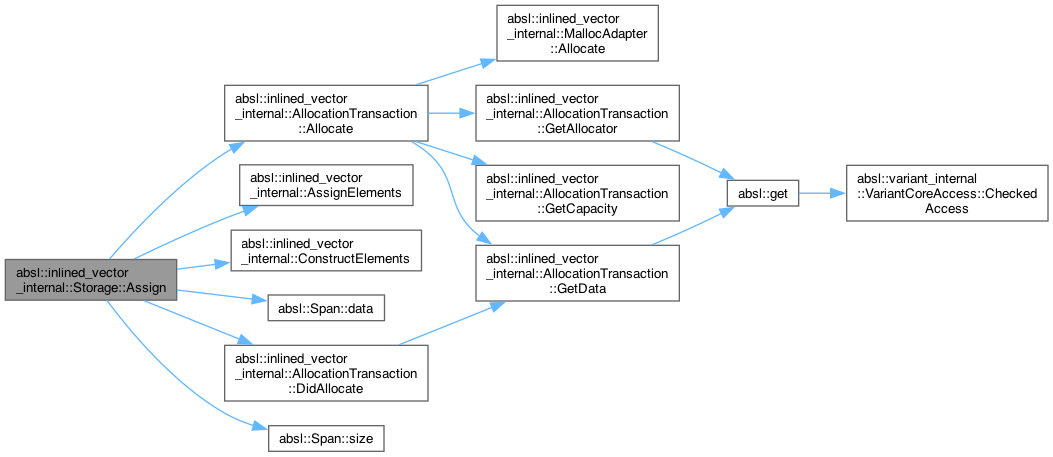 absl::inlined_vector
_internal::Storage::Assign
absl::inlined_vector
_internal::AllocationTransaction
::Allocate
absl::inlined_vector
_internal::AssignElements
absl::inlined_vector
_internal::ConstructElements
absl::Span::data
absl::inlined_vector
_internal::AllocationTransaction
::DidAllocate
absl::Span::size
absl::inlined_vector
_internal::MallocAdapter
::Allocate
absl::inlined_vector
_internal::AllocationTransaction
::GetAllocator
absl::inlined_vector
_internal::AllocationTransaction
::GetCapacity
absl::inlined_vector
_internal::AllocationTransaction
::GetData
absl::get
absl::variant_internal
::VariantCoreAccess::Checked
Access